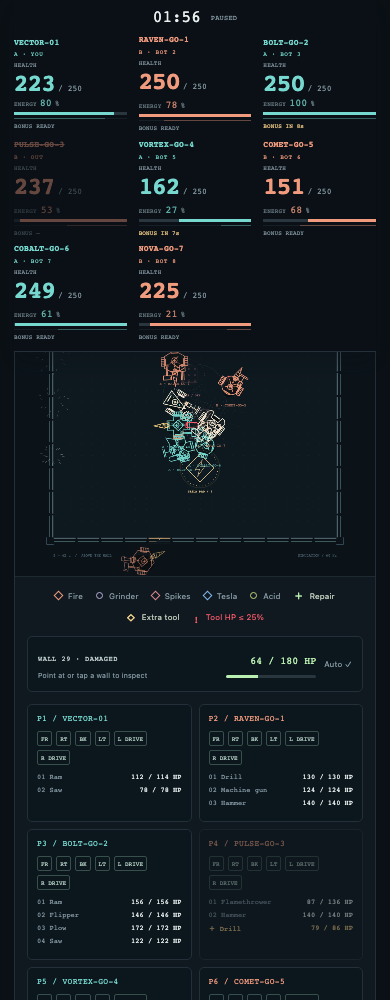 01:56 PAUSED
VECTOR-01
A · YOU
HEALTH
223 / 250
ENERGY 80 %
BONUS READY
RAVEN-GO-1
B · BOT 2
HEALTH
250 / 250
ENERGY 78 %
BONUS READY
BOLT-GO-2
A · BOT 3
HEALTH
250 / 250
ENERGY 100 %
BONUS IN 8s
PULSE-GO-3
B · OUT
HEALTH
237 / 250
ENERGY 53 %
BONUS —
VORTEX-GO-4
A · BOT 5
HEALTH
162 / 250
ENERGY 27 %
BONUS IN 7s
COMET-GO-5
B · BOT 6
HEALTH
151 / 250
ENERGY 68 %
BONUS READY
COBALT-GO-6
A · BOT 7
HEALTH
249 / 250
ENERGY 61 %
BONUS READY
NOVA-GO-7
B · BOT 8
HEALTH
225 / 250
ENERGY 21 %
BONUS READY
Fire Grinder Spikes Tesla Acid Repair
Extra tool Tool HP ≤ 25%
WALL 29 · DAMAGED
Point at or tap a wall to inspect
64 / 180 HP
Auto ✓
P1 / VECTOR-01
FR RT BK LT L DRIVE
R DRIVE
01 Ram 112 / 114 HP
02 Saw 78 / 78 HP
P2 / RAVEN-GO-1
FR RT BK LT L DRIVE
R DRIVE
01 Drill 130 / 130 HP
02 Machine gun 124 / 124 HP
03 Hammer 140 / 140 HP
P3 / BOLT-GO-2
FR RT BK LT L DRIVE
R DRIVE
01 Ram 156 / 156 HP
02 Flipper 146 / 146 HP
03 Plow 172 / 172 HP
04 Saw 122 / 122 HP
P4 / PULSE-GO-3
FR RT BK LT L DRIVE
R DRIVE
01 Flamethrower 87 / 136 HP
02 Hammer 140 / 140 HP
+ Drill 79 / 86 HP
P5 / VORTEX-GO-4
P6 / COMET-GO-5